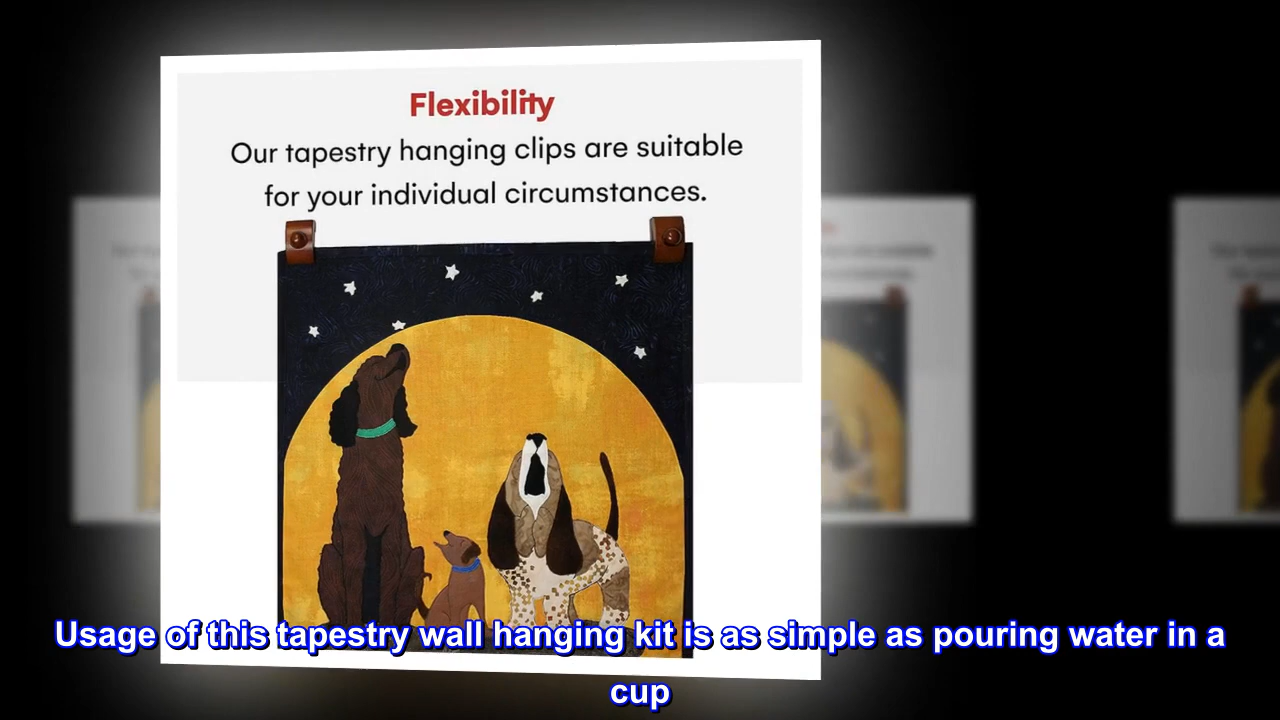 Flexibility
Our tapestry hanging clips are suitable
for your individual circumstances.
Usage of this tapestry wall hanging kit is as simple as pouring water in a
cup